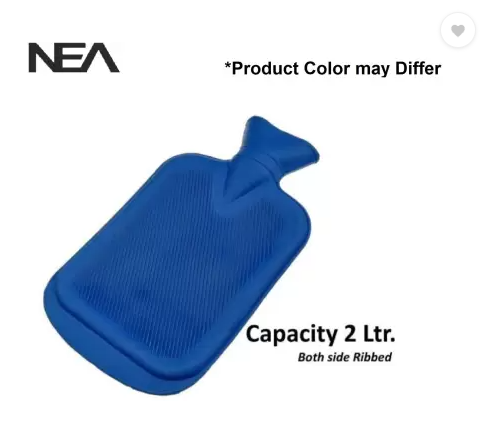 NEA
*Product Color may Differ
Capacity 2 Ltr.
Both side Ribbed